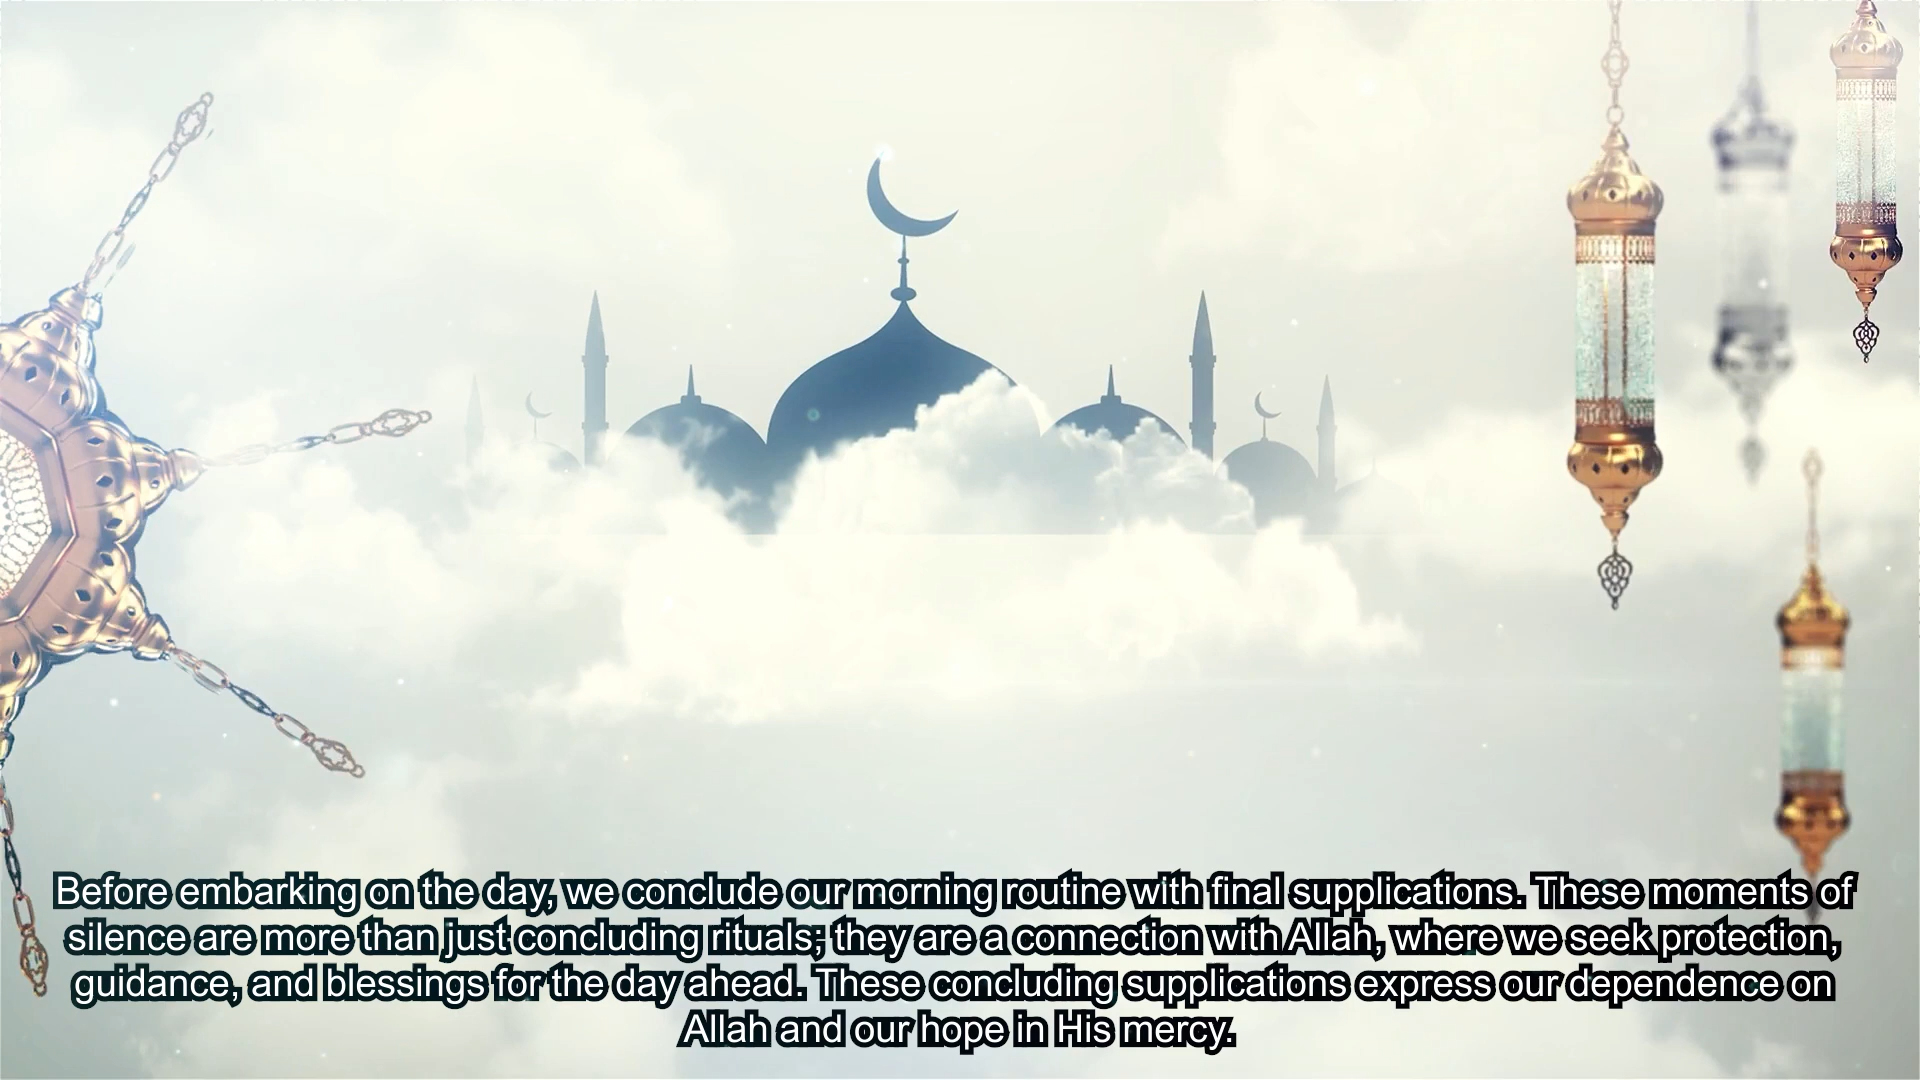 Before embarking on the day, we conclude our morning routine with final supplications. These moments of
silence are more than just concluding rituals; they are a connection with Allah, where we seek protection,
guidance, and blessings for the day ahead. These concluding supplications express our dependence on
Allah and our hope in His mercy.